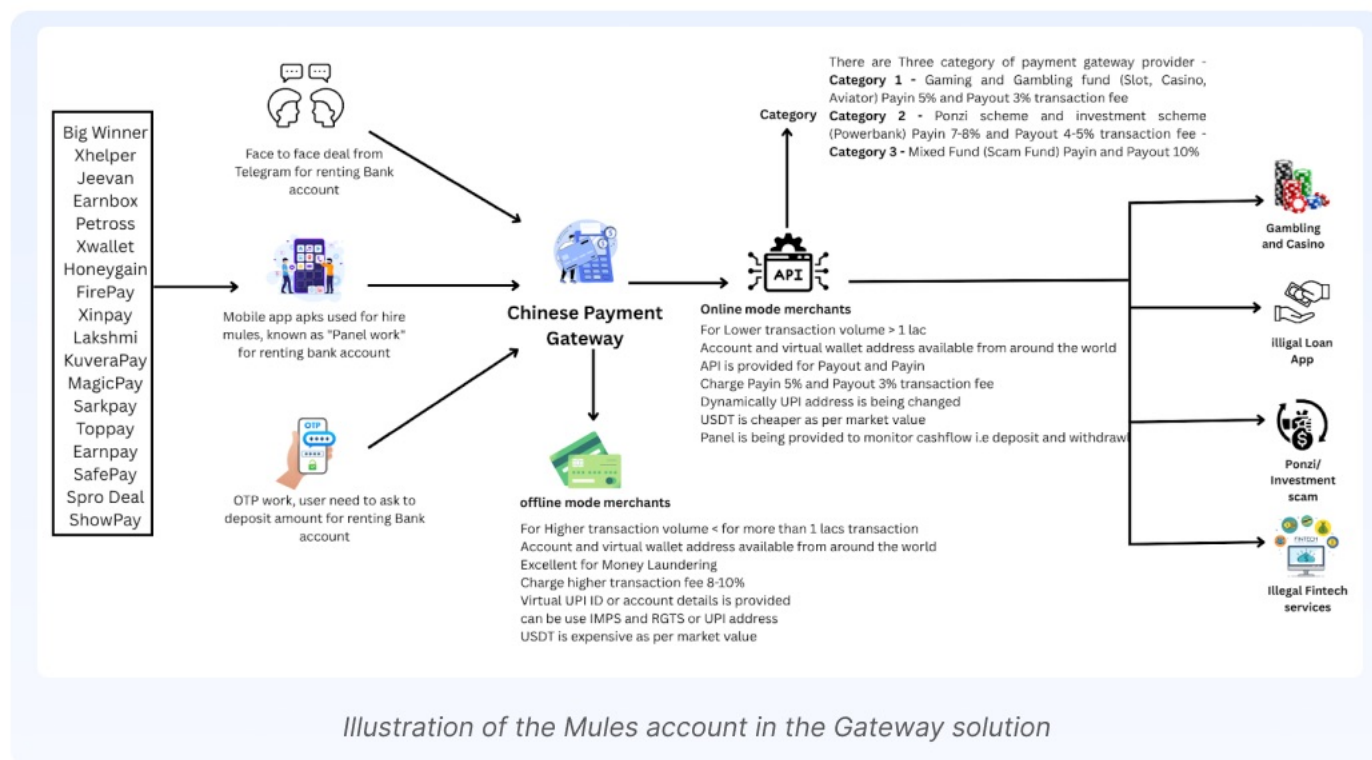 Big Winner
Xhelper
Jeevan
Earnbox
Petross
Xwallet
Honeygain
FirePay
Xinpay
Lakshmi
KuveraPay
MagicPay
Sarkpay
Toppay
Earnpay
SafePay
Spro Deal
ShowPay
Face to face deal from
Telegram for renting Bank
account
Mobile app apks used for hire
mules, known as "Panel work"
for renting bank account
OTP
OTP work, user need to ask to
deposit amount for renting Bank
account
Chinese Payment
Gateway
offline mode merchants
For Higher transaction volume < for more than 1 lacs transaction
Account and virtual wallet address available from around the world
Excellent for Money Laundering
Charge higher transaction fee 8-10%
Virtual UPI ID or account details is provided
can be use IMPS and RGTS or UPI address
USDT is expensive as per market value
Category
There are Three category of payment gateway provider -
Category 1 - Gaming and Gambling fund (Slot, Casino,
Aviator) Payin 5% and Payout 3% transaction fee
Category 2 - Ponzi scheme and investment scheme
(Powerbank) Payin 7-8% and Payout 4-5% transaction fee -
Category 3 - Mixed Fund (Scam Fund) Payin and Payout 10%
API
Online mode merchants
For Lower transaction volume > 1 lac
Account and virtual wallet address available from around the world
API is provided for Payout and Payin
Charge Payin 5% and Payout 3% transaction fee
Dynamically UPI address is being changed
USDT is cheaper as per market value
Panel is being provided to monitor cashflow i.e deposit and withdrawl
Gambling
and Casino
illigal Loan
App
Ponzi/
Investment
scam
FINTECH
Illegal Fintech
services
Illustration of the Mules account in the Gateway solution